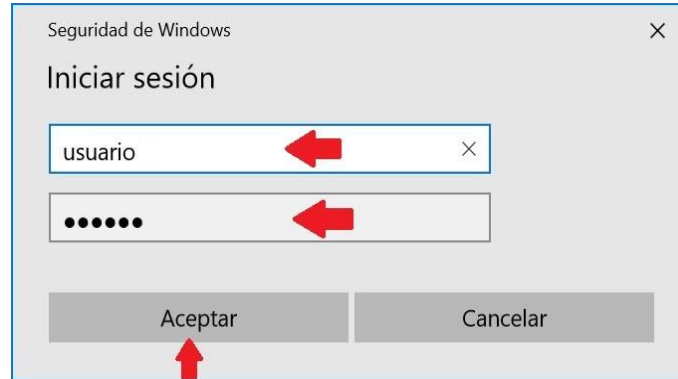 Seguridad de Windows
Iniciar sesión
usuario
••••••
Aceptar
Cancelar